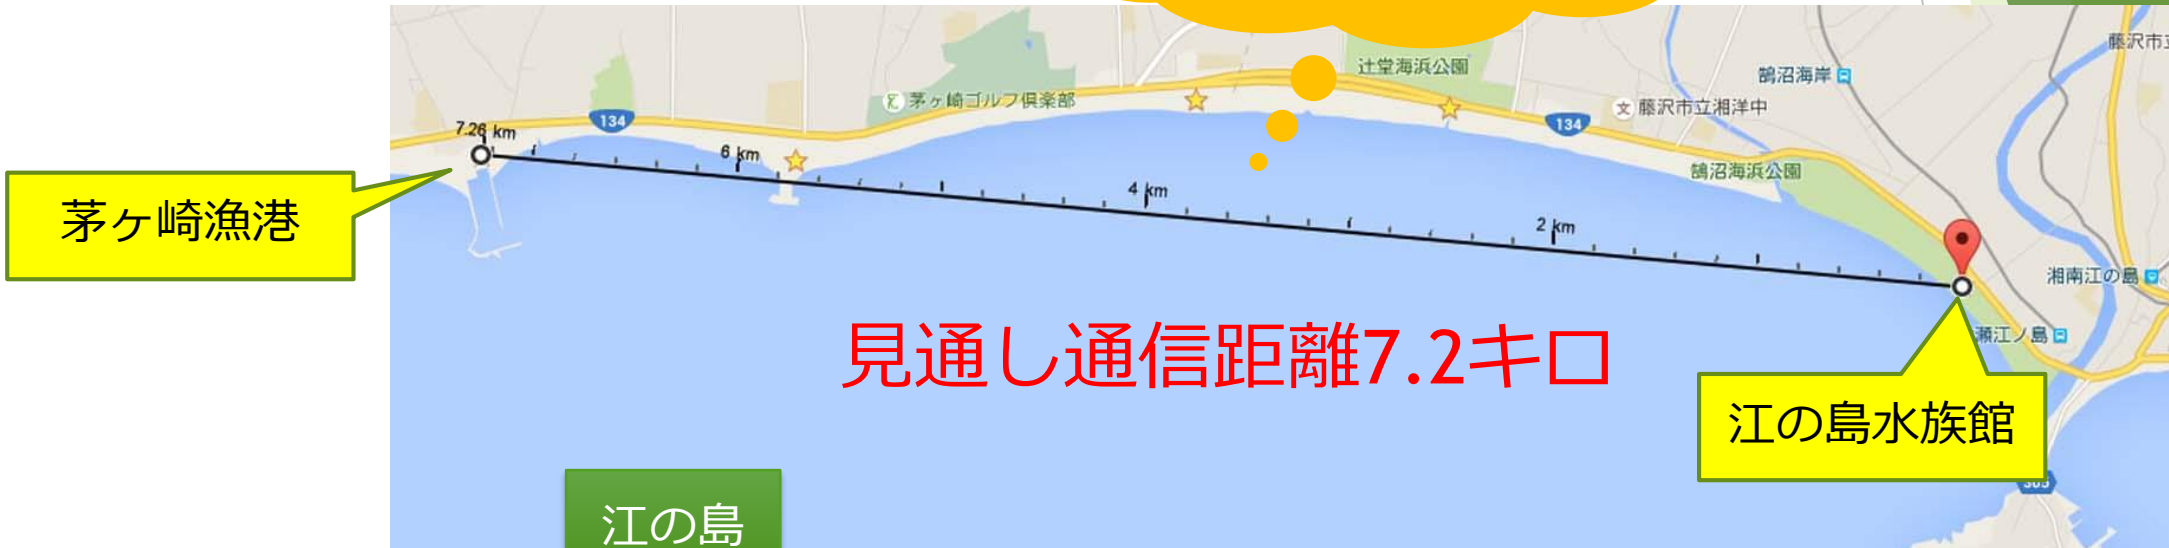 藤沢市立
辻堂海浜公園
鵠沼海岸
茅ヶ崎ゴルフ倶楽部
文 藤沢市立湘洋中
134
134
7.26 km
6 km
鵠沼海浜公園
4 km
茅ヶ崎漁港
2 km
湘南江の島
瀬江ノ島
見通し通信距離7.2キロ
江の島水族館
305
江の島